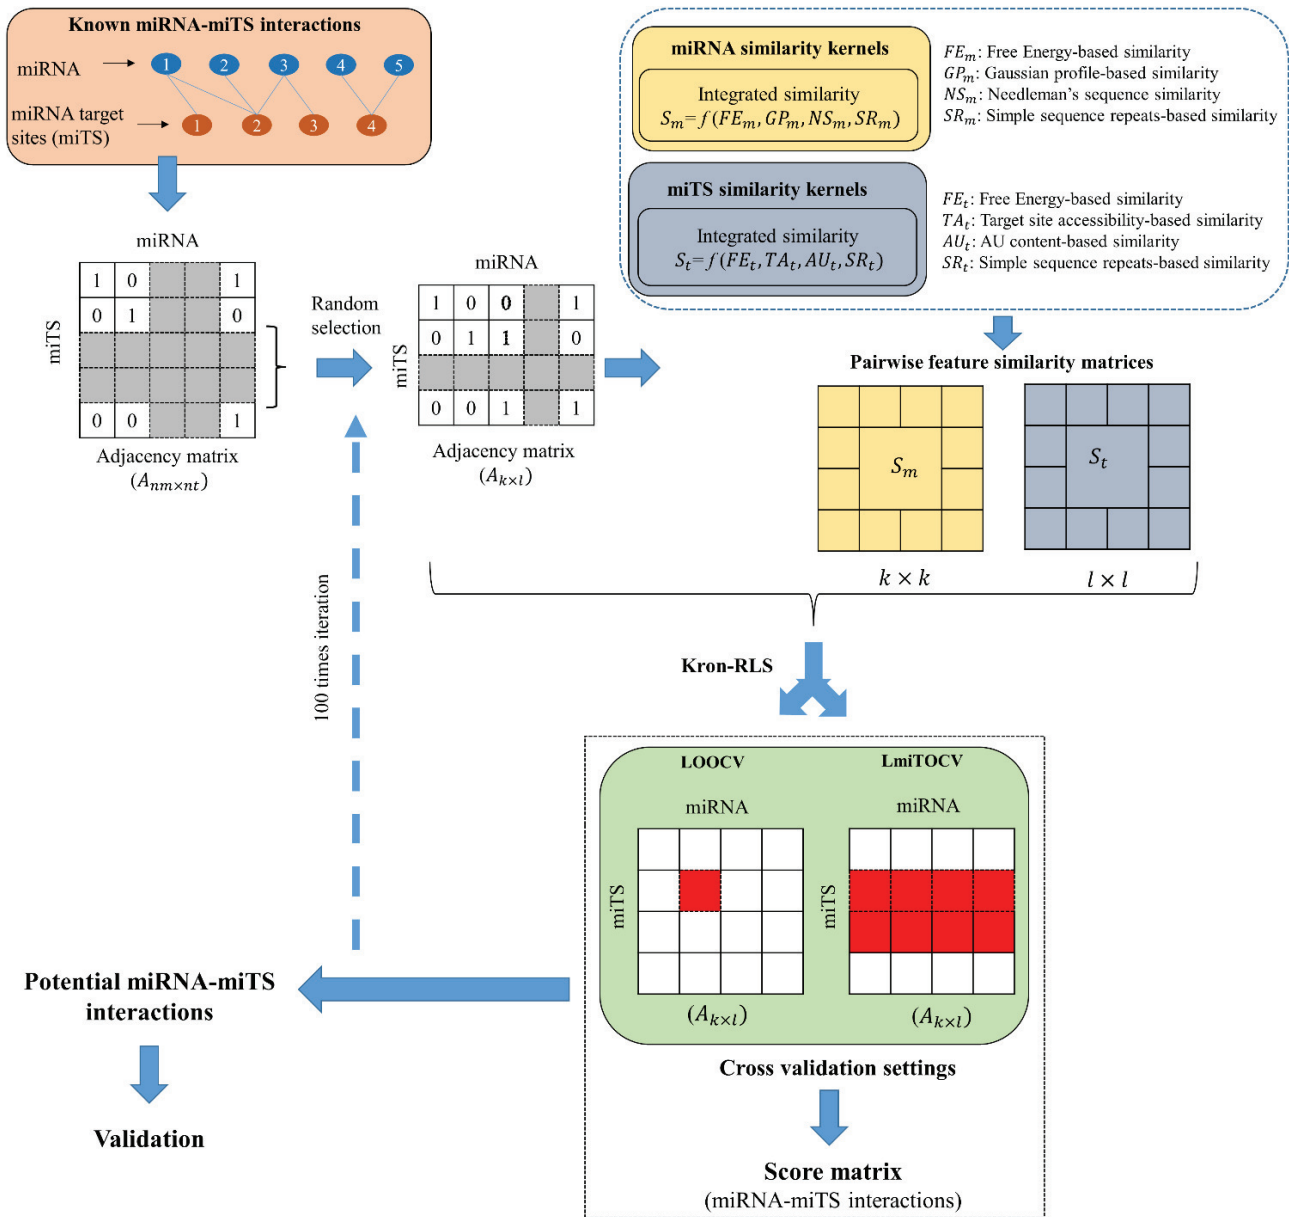 Known miRNA-miTS interactions
miRNA
1 2 3 4 5
miRNA target
sites (miTS)
1 2 3 4
miRNA similarity kernels
Integrated similarity
S_m=f(FE_m, GP_m, NS_m, SR_m)
FE_m: Free Energy-based similarity
GP_m: Gaussian profile-based similarity
NS_m: Needleman's sequence similarity
SR_m: Simple sequence repeats-based similarity
miTS similarity kernels
Integrated similarity
S_t=f(FE_t, TA_t, AU_t, SR_t)
FE_t: Free Energy-based similarity
TA_t: Target site accessibility-based similarity
AU_t: AU content-based similarity
SR_t: Simple sequence repeats-based similarity
miRNA
miTS
1 0 1
0 1 0
0 0 1
Adjacency matrix
(A_{nm×nt})
Random
selection
miRNA
miTS
1 0 0 1
0 1 1 0
0 0 1 1
Adjacency matrix
(A_{k×l})
Pairwise feature similarity matrices
S_m
S_t
k × k
l × l
100 times iteration
Kron-RLS
LOOCV
miRNA
miTS
(A_{k×l})
LmiTOCV
miRNA
miTS
(A_{k×l})
Cross validation settings
Score matrix
(miRNA-miTS interactions)
Potential miRNA-miTS
interactions
Validation